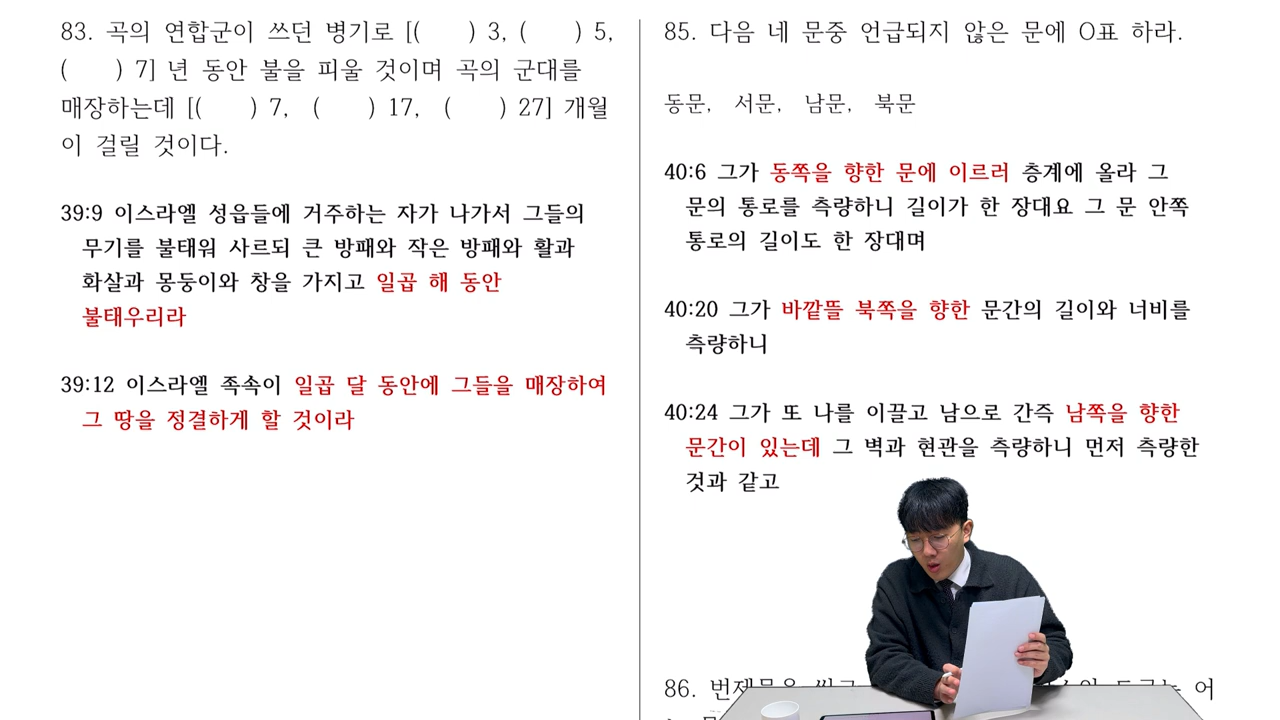 83. 곡의 연합군이 쓰던 병기로 [(　　) 3, (　　) 5,
(　　) 7] 년 동안 불을 피울 것이며 곡의 군대를
매장하는데 [(　　) 7, (　　) 17, (　　) 27] 개월
이 걸릴 것이다.
39:9 이스라엘 성읍들에 거주하는 자가 나가서 그들의
무기를 불태워 사르되 큰 방패와 작은 방패와 활과
화살과 몽둥이와 창을 가지고 일곱 해 동안
불태우리라
39:12 이스라엘 족속이 일곱 달 동안에 그들을 매장하여
그 땅을 정결하게 할 것이라
85. 다음 네 문중 언급되지 않은 문에 O표 하라.
동문, 서문, 남문, 북문
40:6 그가 동쪽을 향한 문에 이르러 층계에 올라 그
문의 통로를 측량하니 길이가 한 장대요 그 문 안쪽
통로의 길이도 한 장대며
40:20 그가 바깥뜰 북쪽을 향한 문간의 길이와 너비를
측량하니
40:24 그가 또 나를 이끌고 남으로 간즉 남쪽을 향한
문간이 있는데 그 벽과 현관을 측량하니 먼저 측량한
것과 같고
86. 어